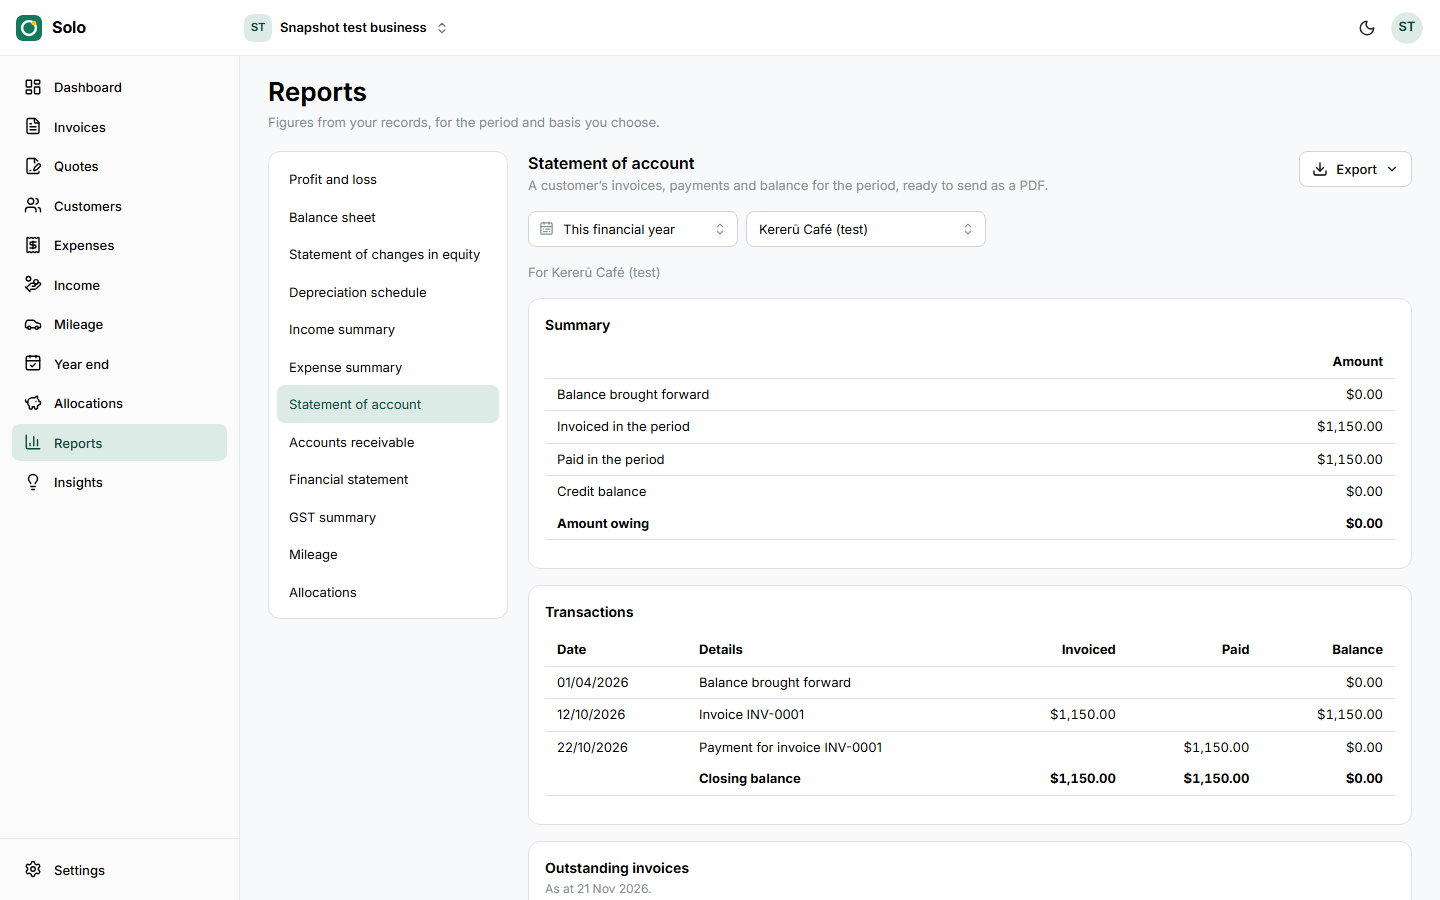 Solo
ST Snapshot test business
ST
Dashboard
Invoices
Quotes
Customers
Expenses
Income
Mileage
Year end
Allocations
Reports
Insights
Settings
Reports
Figures from your records, for the period and basis you choose.
Profit and loss
Balance sheet
Statement of changes in equity
Depreciation schedule
Income summary
Expense summary
Statement of account
Accounts receivable
Financial statement
GST summary
Mileage
Allocations
Statement of account
A customer’s invoices, payments and balance for the period, ready to send as a PDF.
Export
This financial year
Kererū Café (test)
For Kererū Café (test)
Summary
Amount
Balance brought forward $0.00
Invoiced in the period $1,150.00
Paid in the period $1,150.00
Credit balance $0.00
Amount owing $0.00
Transactions
Date Details Invoiced Paid Balance
01/04/2026 Balance brought forward $0.00
12/10/2026 Invoice INV-0001 $1,150.00 $1,150.00
22/10/2026 Payment for invoice INV-0001 $1,150.00 $0.00
Closing balance $1,150.00 $1,150.00 $0.00
Outstanding invoices
As at 21 Nov 2026.